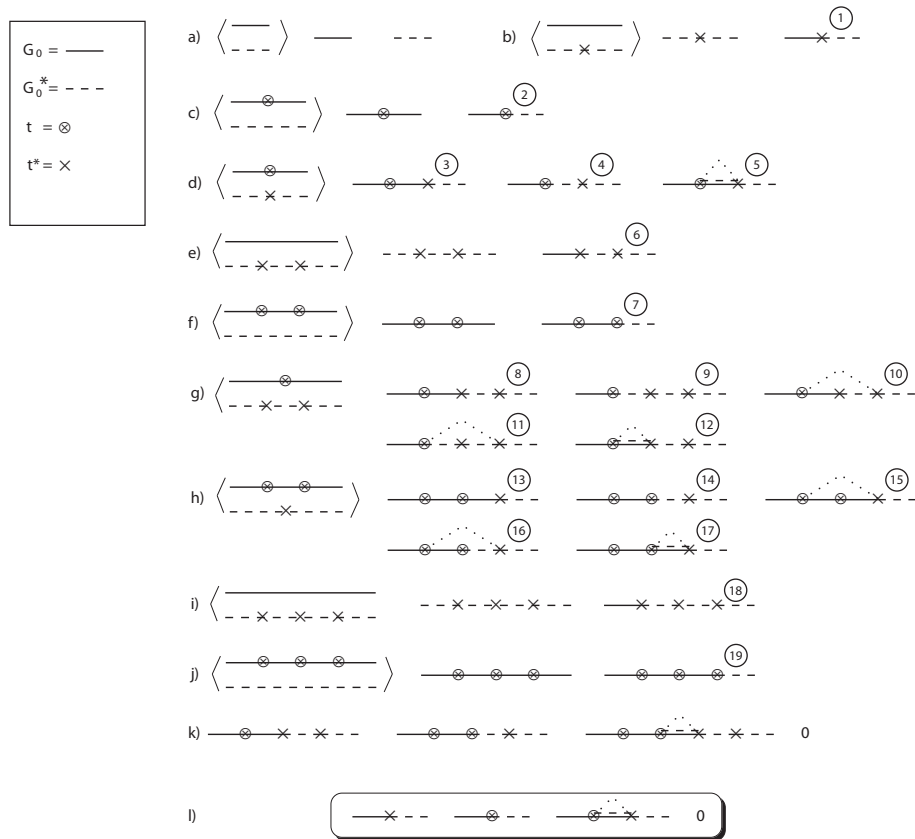 G₀ =
G₀* =
t = ⊗
t* = ×
a)
b) 1
c) 2
d) 3 4 5
e) 6
f) 7
g) 8 9 10
11 12
h) 13 14 15
16 17
i) 18
j) 19
k) 0
l) 0